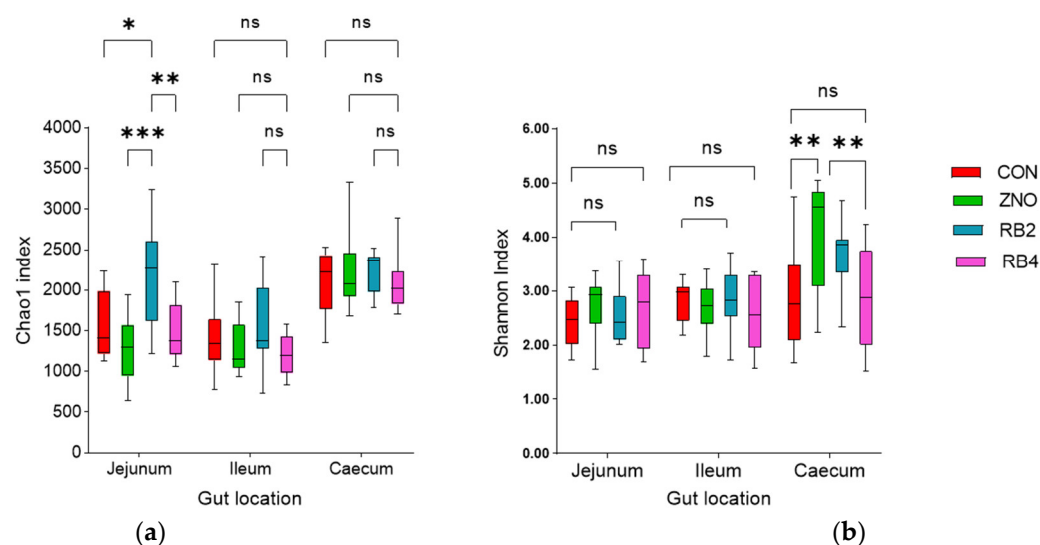 * ns ns
** ns ns
*** ns ns
4000
3500
3000
2500
2000
1500
1000
500
0
Chao1 index
Jejunum Ileum Caecum
Gut location
(a)
ns
** **
ns ns
ns ns
6.00
5.00
4.00
3.00
2.00
1.00
0.00
Shannon Index
Jejunum Ileum Caecum
Gut location
(b)
CON
ZNO
RB2
RB4